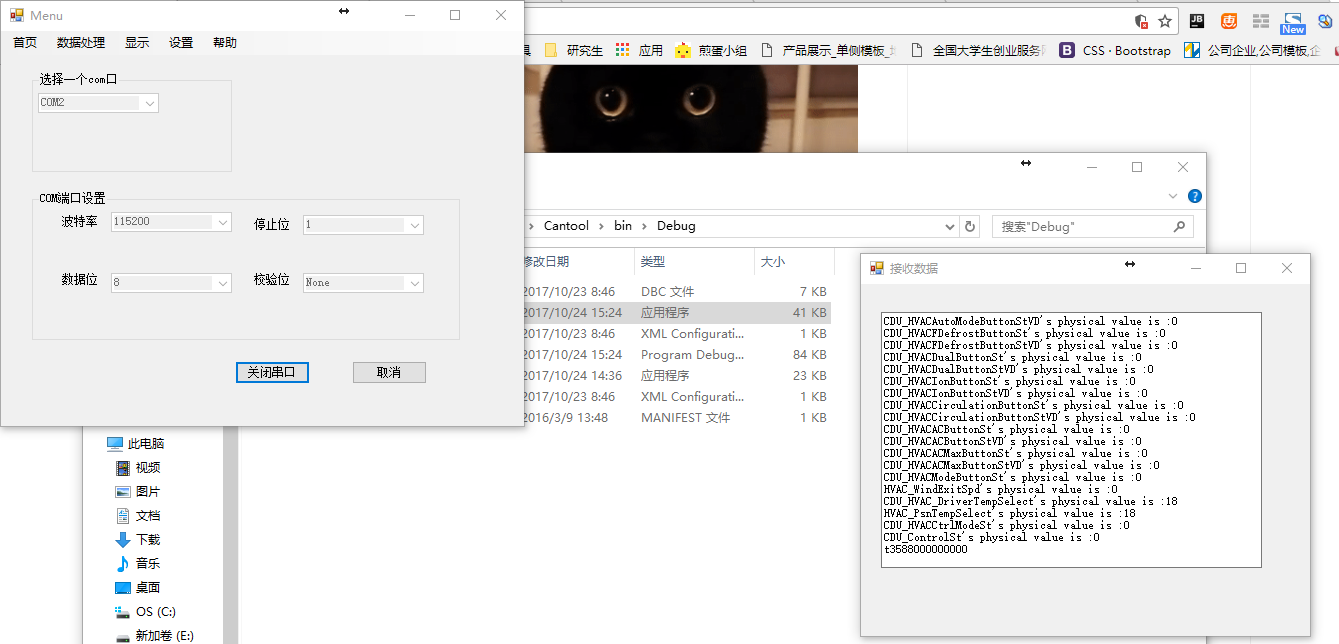 Menu
首页 数据处理 显示 设置 帮助
选择一个com口
COM2
COM端口设置
波特率 115200 停止位 1
数据位 8 校验位 None
关闭串口 取消
New
研究生 应用 煎蛋小组 产品展示_单侧模板_ 全国大学生创业服务 B CSS · Bootstrap 公司企业,公司模板,企
Cantool › bin › Debug
搜索"Debug"
修改日期 类型 大小
2017/10/23 8:46 DBC 文件 7 KB
2017/10/24 15:24 应用程序 41 KB
2017/10/23 8:46 XML Configurati... 1 KB
2017/10/24 15:24 Program Debug... 84 KB
2017/10/24 14:36 应用程序 23 KB
2017/10/23 8:46 XML Configurati... 1 KB
2016/3/9 13:48 MANIFEST 文件 1 KB
此电脑
视频
图片
文档
下载
音乐
桌面
OS (C:)
新加卷 (E:)
接收数据
CDU_HVACAutoModeButtonStVD's physical value is :0
CDU_HVACFDefrostButtonSt's physical value is :0
CDU_HVACFDefrostButtonStVD's physical value is :0
CDU_HVACDualButtonSt's physical value is :0
CDU_HVACDualButtonStVD's physical value is :0
CDU_HVACIonButtonSt's physical value is :0
CDU_HVACIonButtonStVD's physical value is :0
CDU_HVACCirculationButtonSt's physical value is :0
CDU_HVACCirculationButtonStVD's physical value is :0
CDU_HVACACButtonSt's physical value is :0
CDU_HVACACButtonStVD's physical value is :0
CDU_HVACACMaxButtonSt's physical value is :0
CDU_HVACACMaxButtonStVD's physical value is :0
CDU_HVACModeButtonSt's physical value is :0
HVAC_WindExitSpd's physical value is :0
CDU_HVAC_DriverTempSelect's physical value is :18
HVAC_PsnTempSelect's physical value is :18
CDU_HVACCtrlModeSt's physical value is :0
CDU_ControlSt's physical value is :0
t3588000000000